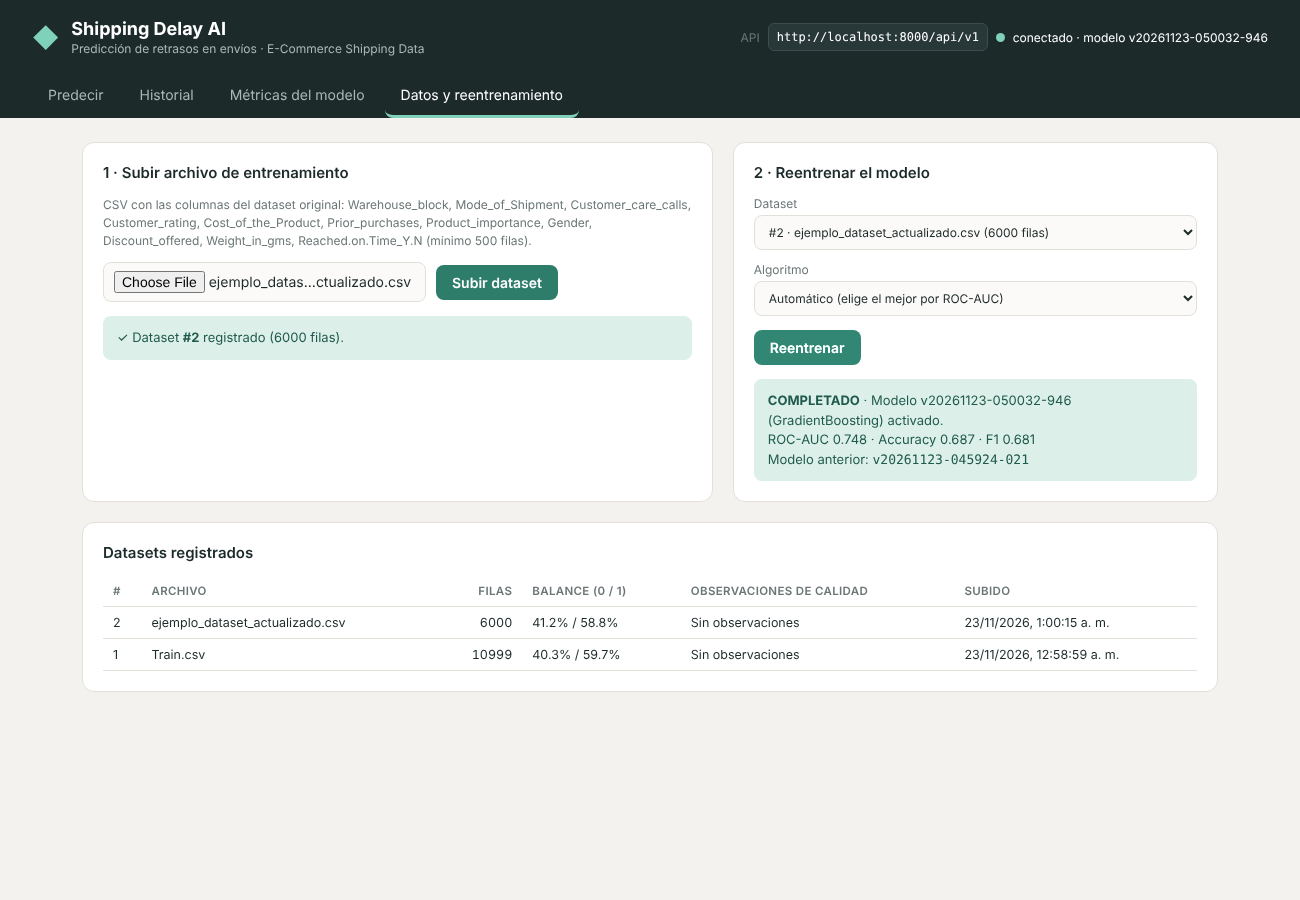 Shipping Delay AI
Predicción de retrasos en envíos · E-Commerce Shipping Data
API http://localhost:8000/api/v1 conectado · modelo v20261123-050032-946
Predecir Historial Métricas del modelo Datos y reentrenamiento
1 · Subir archivo de entrenamiento
CSV con las columnas del dataset original: Warehouse_block, Mode_of_Shipment, Customer_care_calls,
Customer_rating, Cost_of_the_Product, Prior_purchases, Product_importance, Gender,
Discount_offered, Weight_in_gms, Reached.on.Time_Y.N (mínimo 500 filas).
Choose File ejemplo_datas...ctualizado.csv Subir dataset
✓ Dataset #2 registrado (6000 filas).
2 · Reentrenar el modelo
Dataset
#2 · ejemplo_dataset_actualizado.csv (6000 filas)
Algoritmo
Automático (elige el mejor por ROC-AUC)
Reentrenar
COMPLETADO · Modelo v20261123-050032-946
(GradientBoosting) activado.
ROC-AUC 0.748 · Accuracy 0.687 · F1 0.681
Modelo anterior: v20261123-045924-021
Datasets registrados
# ARCHIVO FILAS BALANCE (0 / 1) OBSERVACIONES DE CALIDAD SUBIDO
2 ejemplo_dataset_actualizado.csv 6000 41.2% / 58.8% Sin observaciones 23/11/2026, 1:00:15 a. m.
1 Train.csv 10999 40.3% / 59.7% Sin observaciones 23/11/2026, 12:58:59 a. m.